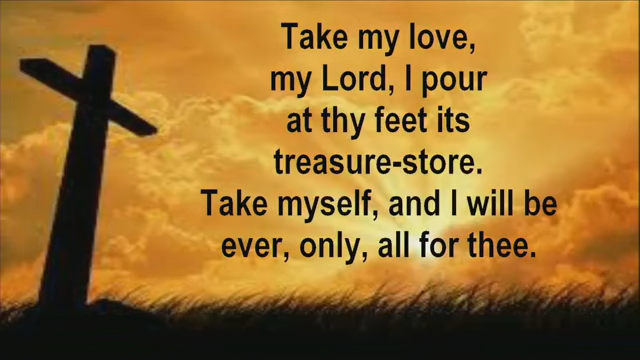 Take my love,
my Lord, I pour
at thy feet its
treasure-store.
Take myself, and I will be
ever, only, all for thee.